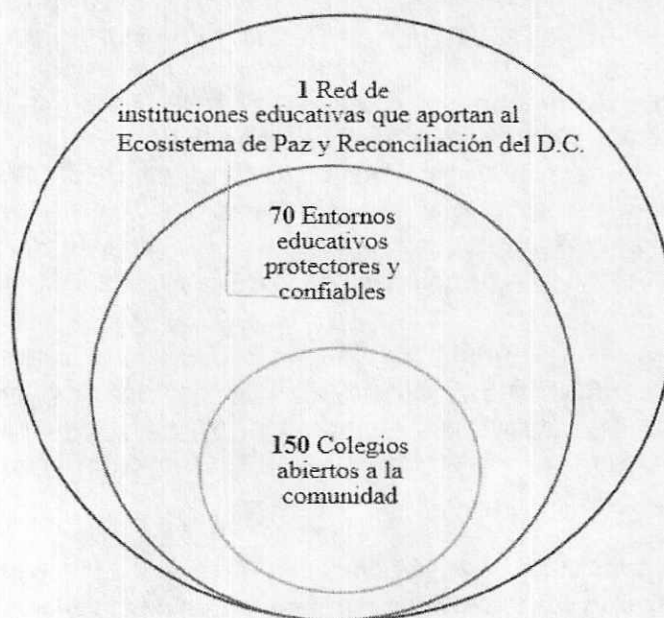 1 Red de
instituciones educativas que aportan al
Ecosistema de Paz y Reconciliación del D.C.
70 Entornos
educativos
protectores y
confiables
150 Colegios
abiertos a la
comunidad